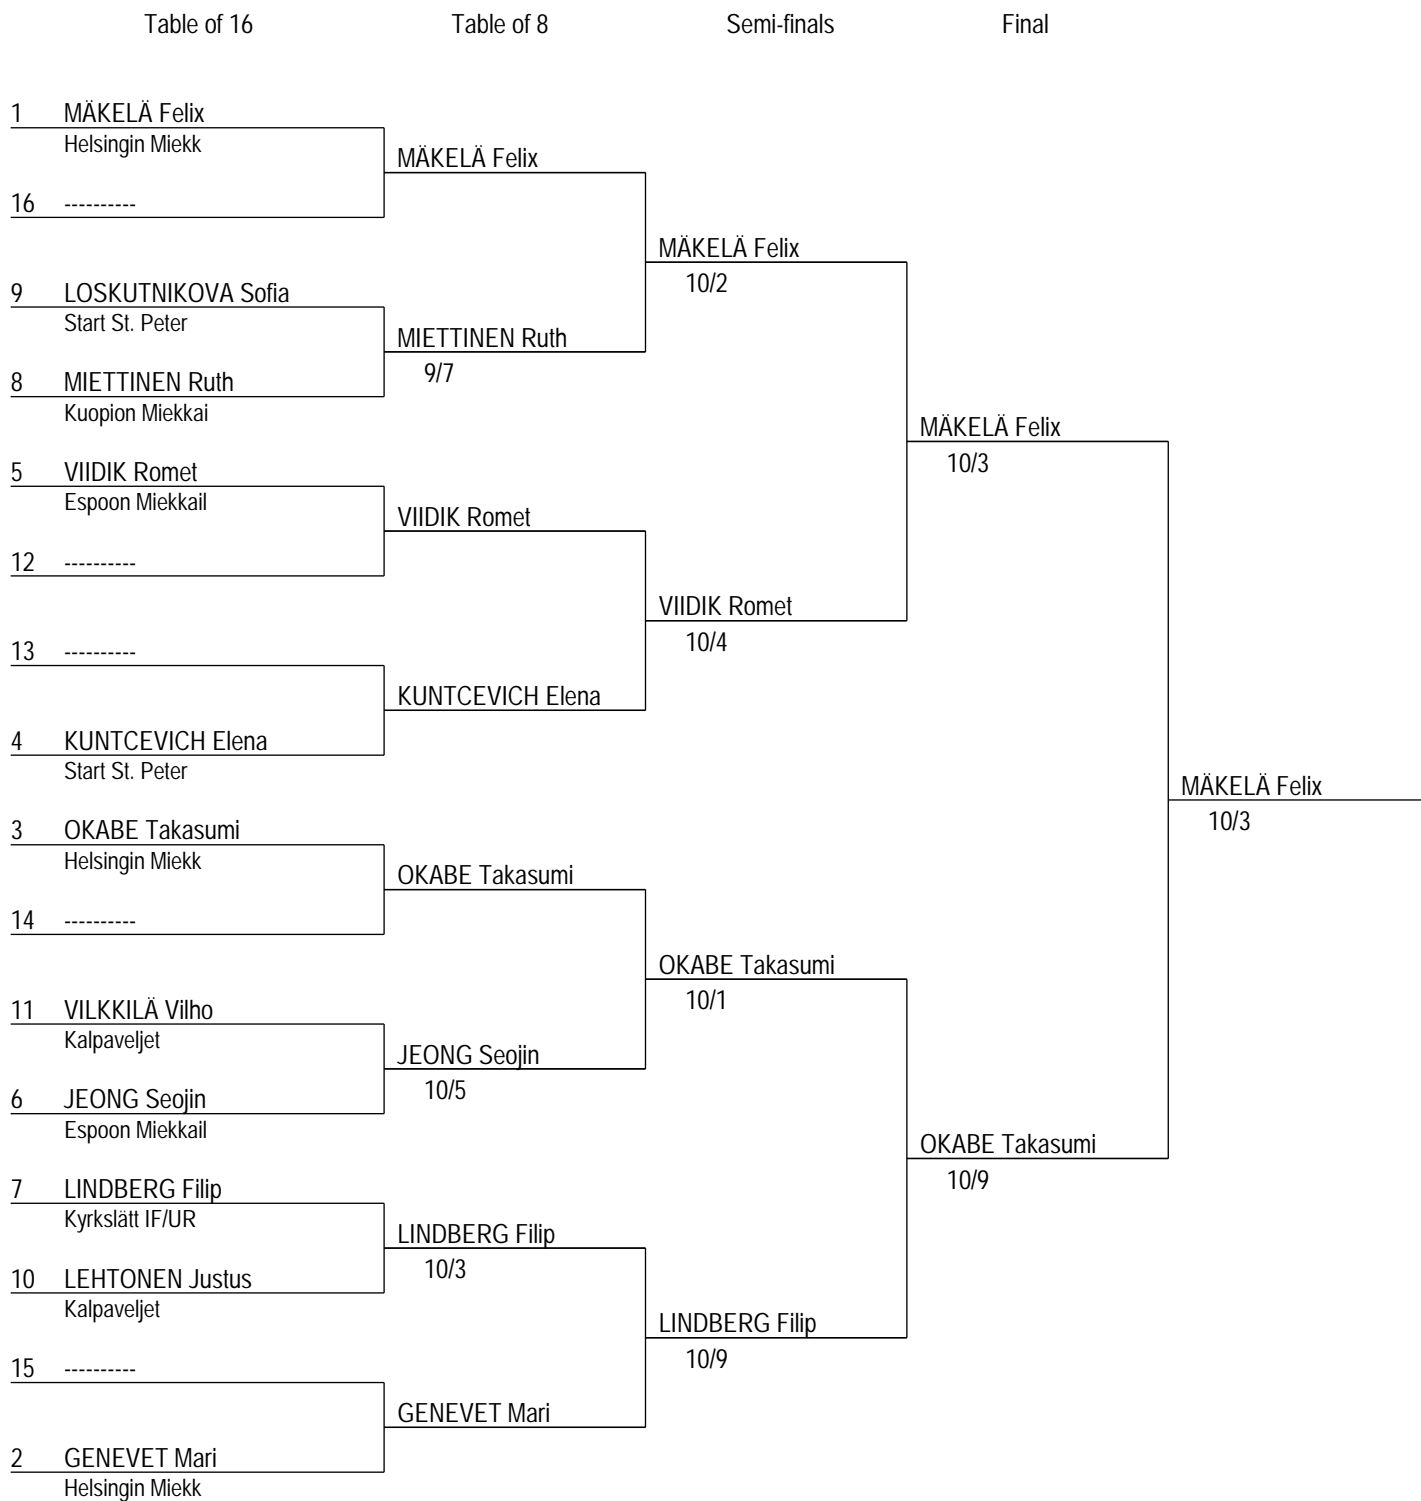 Table of 16
Table of 8
Semi-finals
Final
1 MÄKELÄ Felix
Helsingin Miekk
MÄKELÄ Felix
16 ----------
MÄKELÄ Felix
10/2
9 LOSKUTNIKOVA Sofia
Start St. Peter
MIETTINEN Ruth
9/7
8 MIETTINEN Ruth
Kuopion Miekkai
MÄKELÄ Felix
10/3
5 VIIDIK Romet
Espoon Miekkail
VIIDIK Romet
12 ----------
VIIDIK Romet
10/4
13 ----------
KUNTCEVICH Elena
4 KUNTCEVICH Elena
Start St. Peter
MÄKELÄ Felix
10/3
3 OKABE Takasumi
Helsingin Miekk
OKABE Takasumi
14 ----------
OKABE Takasumi
10/1
11 VILKKILÄ Vilho
Kalpaveljet
JEONG Seojin
10/5
6 JEONG Seojin
Espoon Miekkail
OKABE Takasumi
10/9
7 LINDBERG Filip
Kyrkslätt IF/UR
LINDBERG Filip
10/3
10 LEHTONEN Justus
Kalpaveljet
LINDBERG Filip
10/9
15 ----------
GENEVET Mari
2 GENEVET Mari
Helsingin Miekk